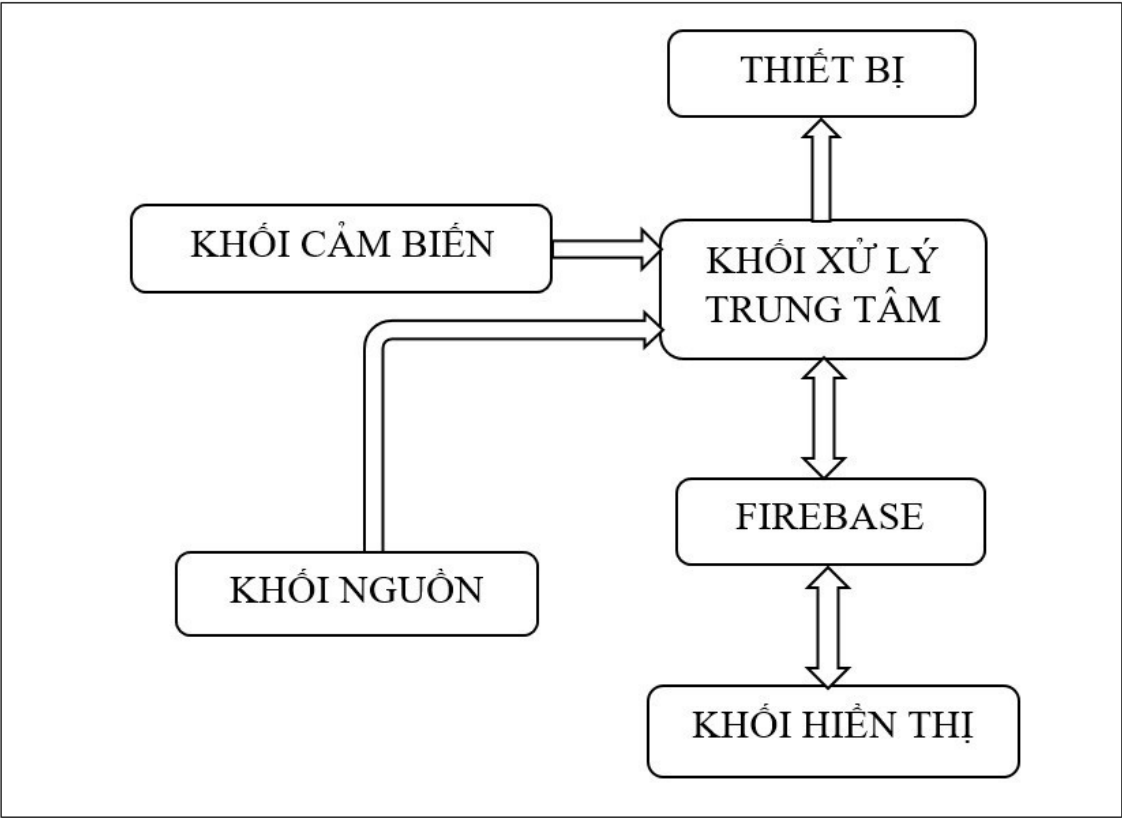 THIẾT BỊ
KHỐI CẢM BIẾN
KHỐI XỬ LÝ
TRUNG TÂM
FIREBASE
KHỐI NGUỒN
KHỐI HIỂN THỊ